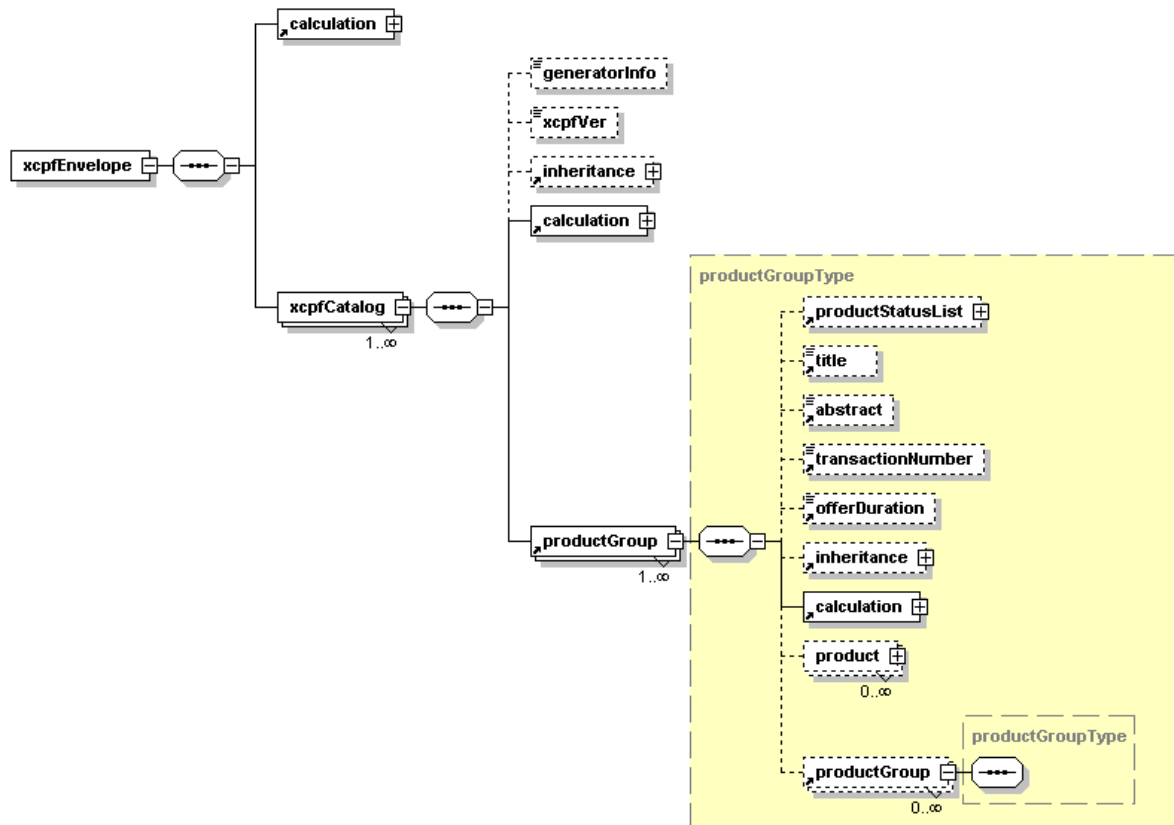 calculation
generatorInfo
xcpfVer
xcpfEnvelope
inheritance
calculation
productGroupType
xcpfCatalog
1..∞
productStatusList
title
abstract
transactionNumber
offerDuration
productGroup
1..∞
inheritance
calculation
product
0..∞
productGroupType
productGroup
0..∞